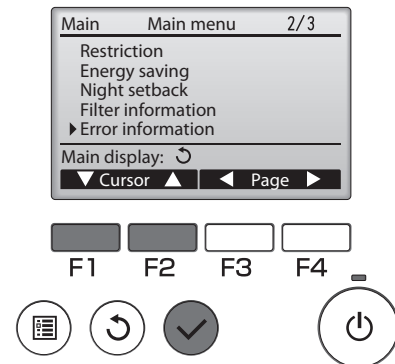 Main Main menu 2/3
Restriction
Energy saving
Night setback
Filter information
Error information
Main display:
Cursor Page
F1 F2 F3 F4